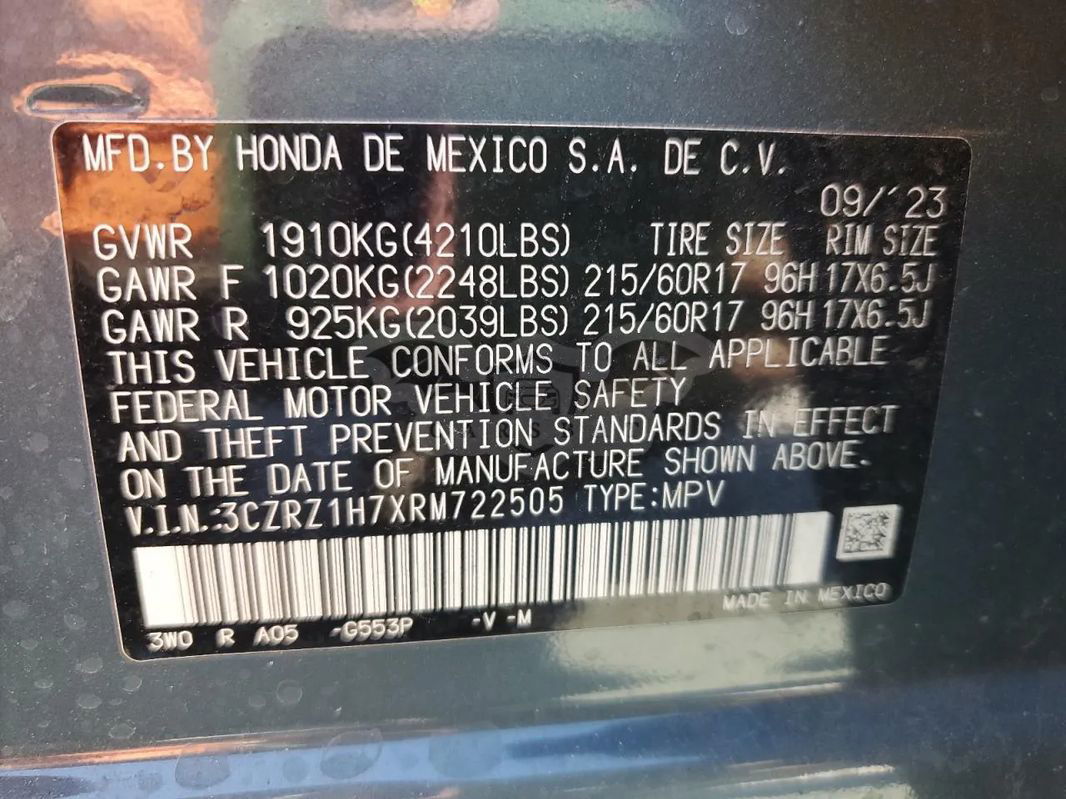 MFD.BY HONDA DE MEXICO S.A. DE C.V.
09/'23
GVWR 1910KG(4210LBS) TIRE SIZE RIM SIZE
GAWR F 1020KG(2248LBS) 215/60R17 96H 17X6.5J
GAWR R 925KG(2039LBS) 215/60R17 96H 17X6.5J
THIS VEHICLE CONFORMS TO ALL APPLICABLE
FEDERAL MOTOR VEHICLE SAFETY
AND THEFT PREVENTION STANDARDS IN EFFECT
ON THE DATE OF MANUFACTURE SHOWN ABOVE.
V.I.N.:3CZRZ1H7XRM722505 TYPE:MPV
MADE IN MEXICO
3W0 R A05 -G553P -V -M